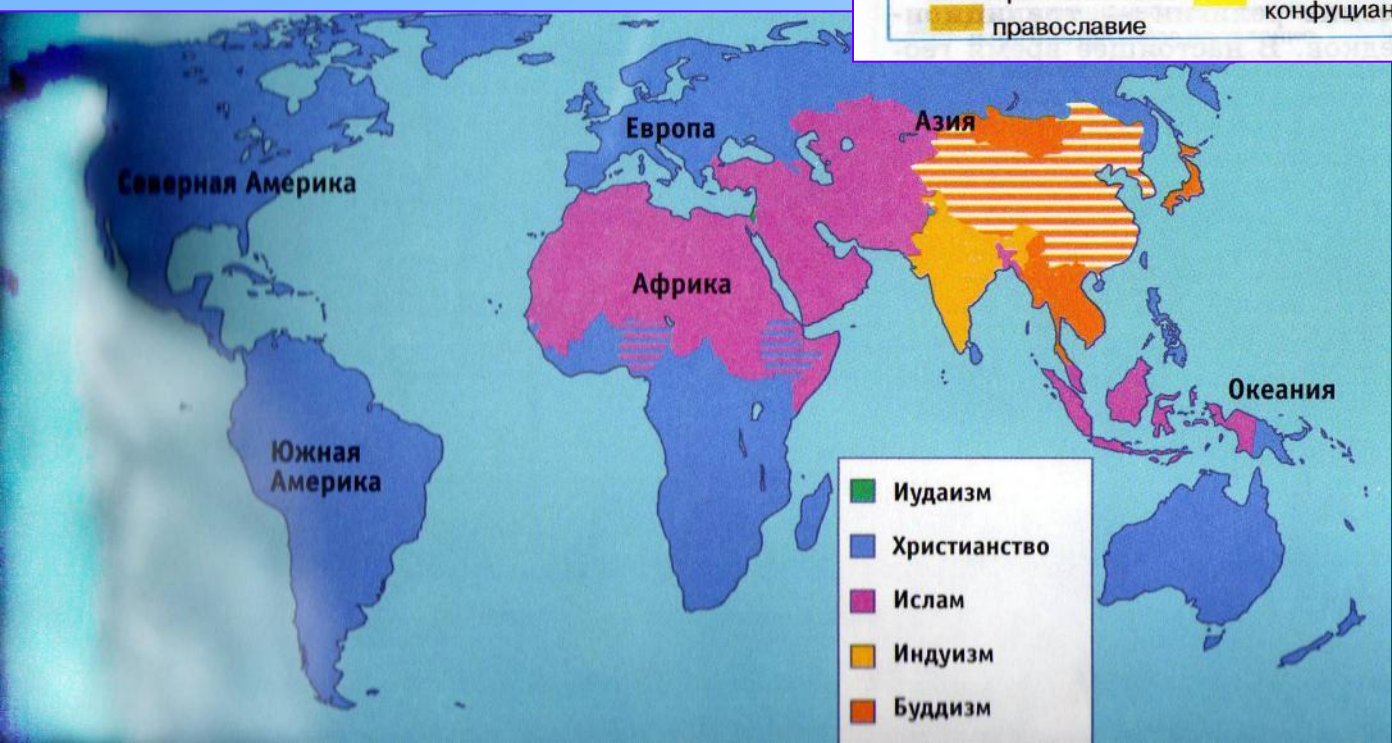 православие
конфуциан
Европа
Азия
Северная Америка
Африка
Океания
Южная
Америка
Иудаизм
Христианство
Ислам
Индуизм
Буддизм